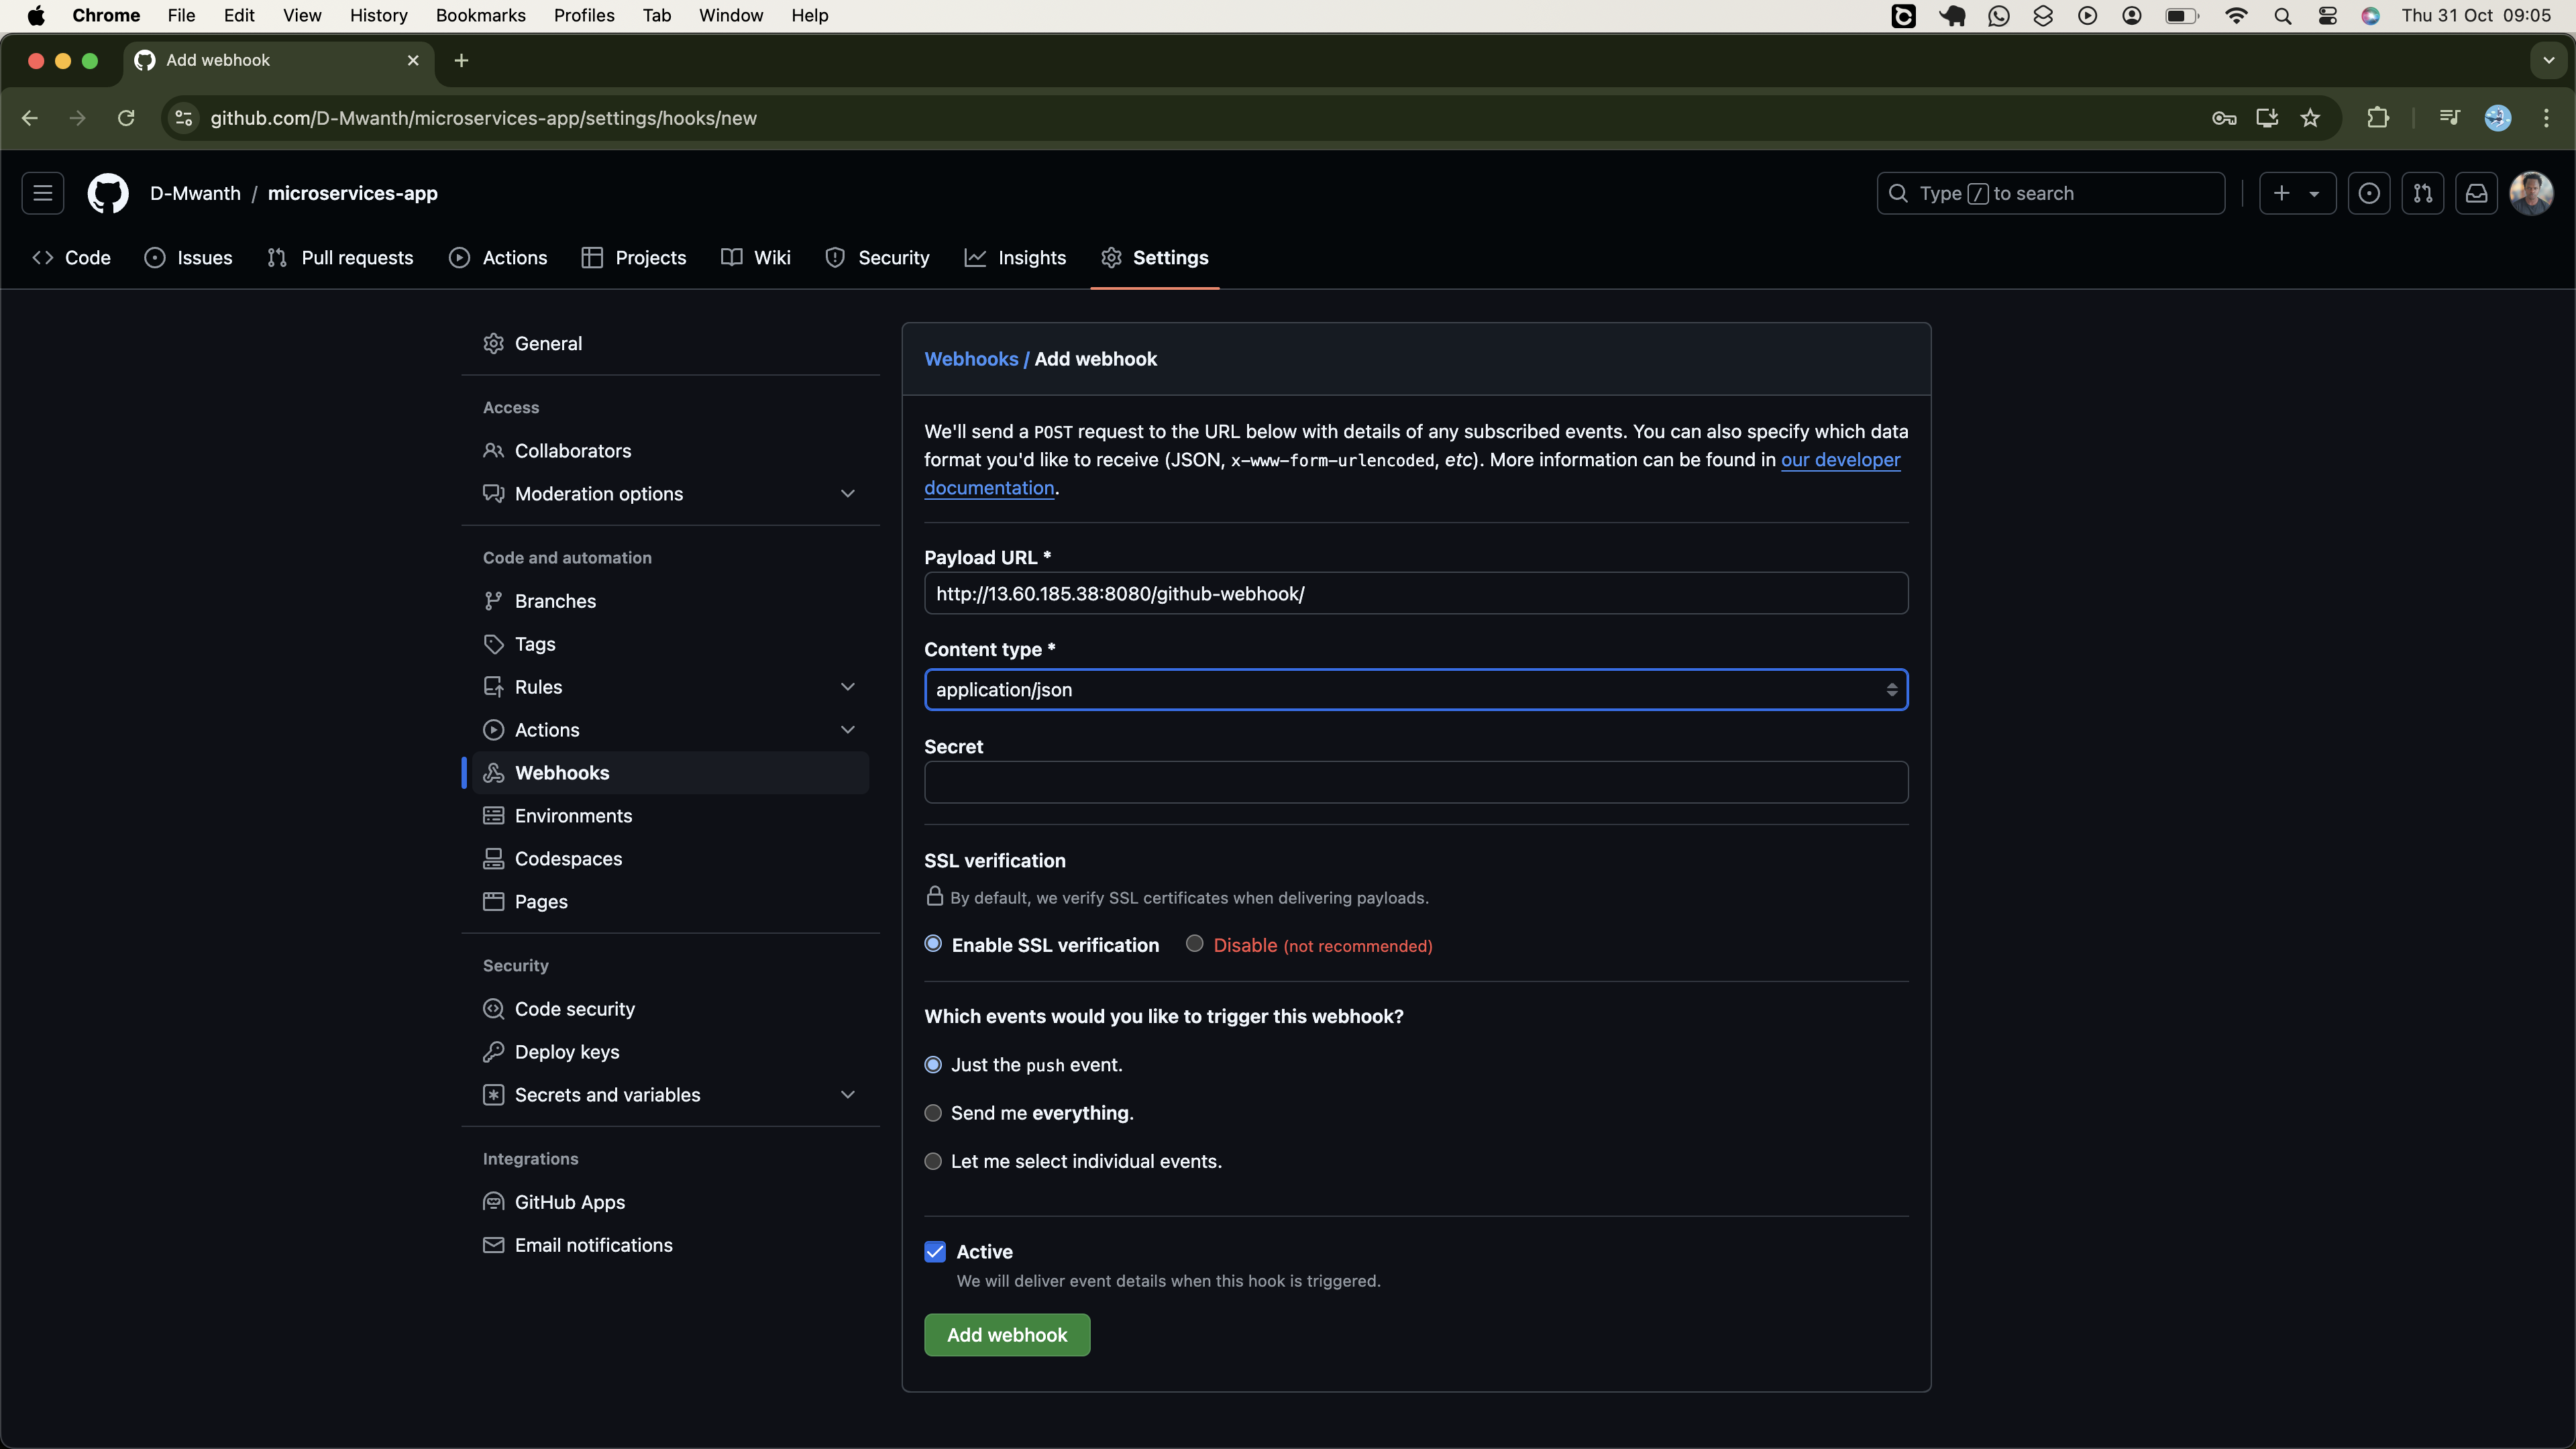 Chrome File Edit View History Bookmarks Profiles Tab Window Help Thu 31 Oct 09:05
Add webhook
github.com/D-Mwanth/microservices-app/settings/hooks/new
D-Mwanth / microservices-app Type / to search
Code Issues Pull requests Actions Projects Wiki Security Insights Settings
General
Access
Collaborators
Moderation options
Code and automation
Branches
Tags
Rules
Actions
Webhooks
Environments
Codespaces
Pages
Security
Code security
Deploy keys
Secrets and variables
Integrations
GitHub Apps
Email notifications
Webhooks / Add webhook
We'll send a POST request to the URL below with details of any subscribed events. You can also specify which data
format you'd like to receive (JSON, x-www-form-urlencoded, etc). More information can be found in our developer
documentation.
Payload URL *
http://13.60.185.38:8080/github-webhook/
Content type *
application/json
Secret
SSL verification
By default, we verify SSL certificates when delivering payloads.
Enable SSL verification Disable (not recommended)
Which events would you like to trigger this webhook?
Just the push event.
Send me everything.
Let me select individual events.
Active
We will deliver event details when this hook is triggered.
Add webhook